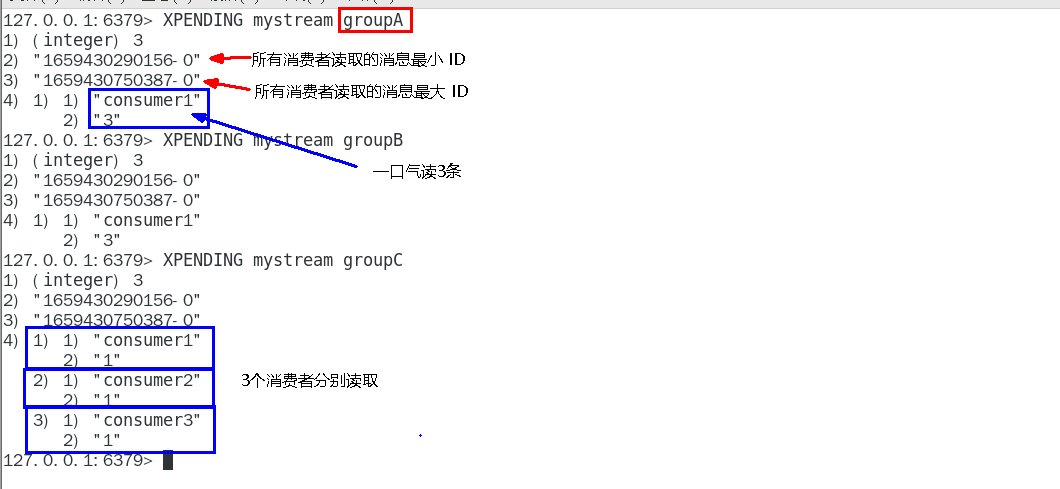 127.0.0.1:6379> XPENDING mystream groupA
1) (integer) 3
2) "1659430290156-0" 所有消费者读取的消息最小 ID
3) "1659430750387-0" 所有消费者读取的消息最大 ID
4) 1) 1) "consumer1"
2) "3"
127.0.0.1:6379> XPENDING mystream groupB
1) (integer) 3
一口气读3条
2) "1659430290156-0"
3) "1659430750387-0"
4) 1) 1) "consumer1"
2) "3"
127.0.0.1:6379> XPENDING mystream groupC
1) (integer) 3
2) "1659430290156-0"
3) "1659430750387-0"
4) 1) 1) "consumer1"
2) "1"
2) 1) "consumer2"
3个消费者分别读取
2) "1"
3) 1) "consumer3"
2) "1"
127.0.0.1:6379>